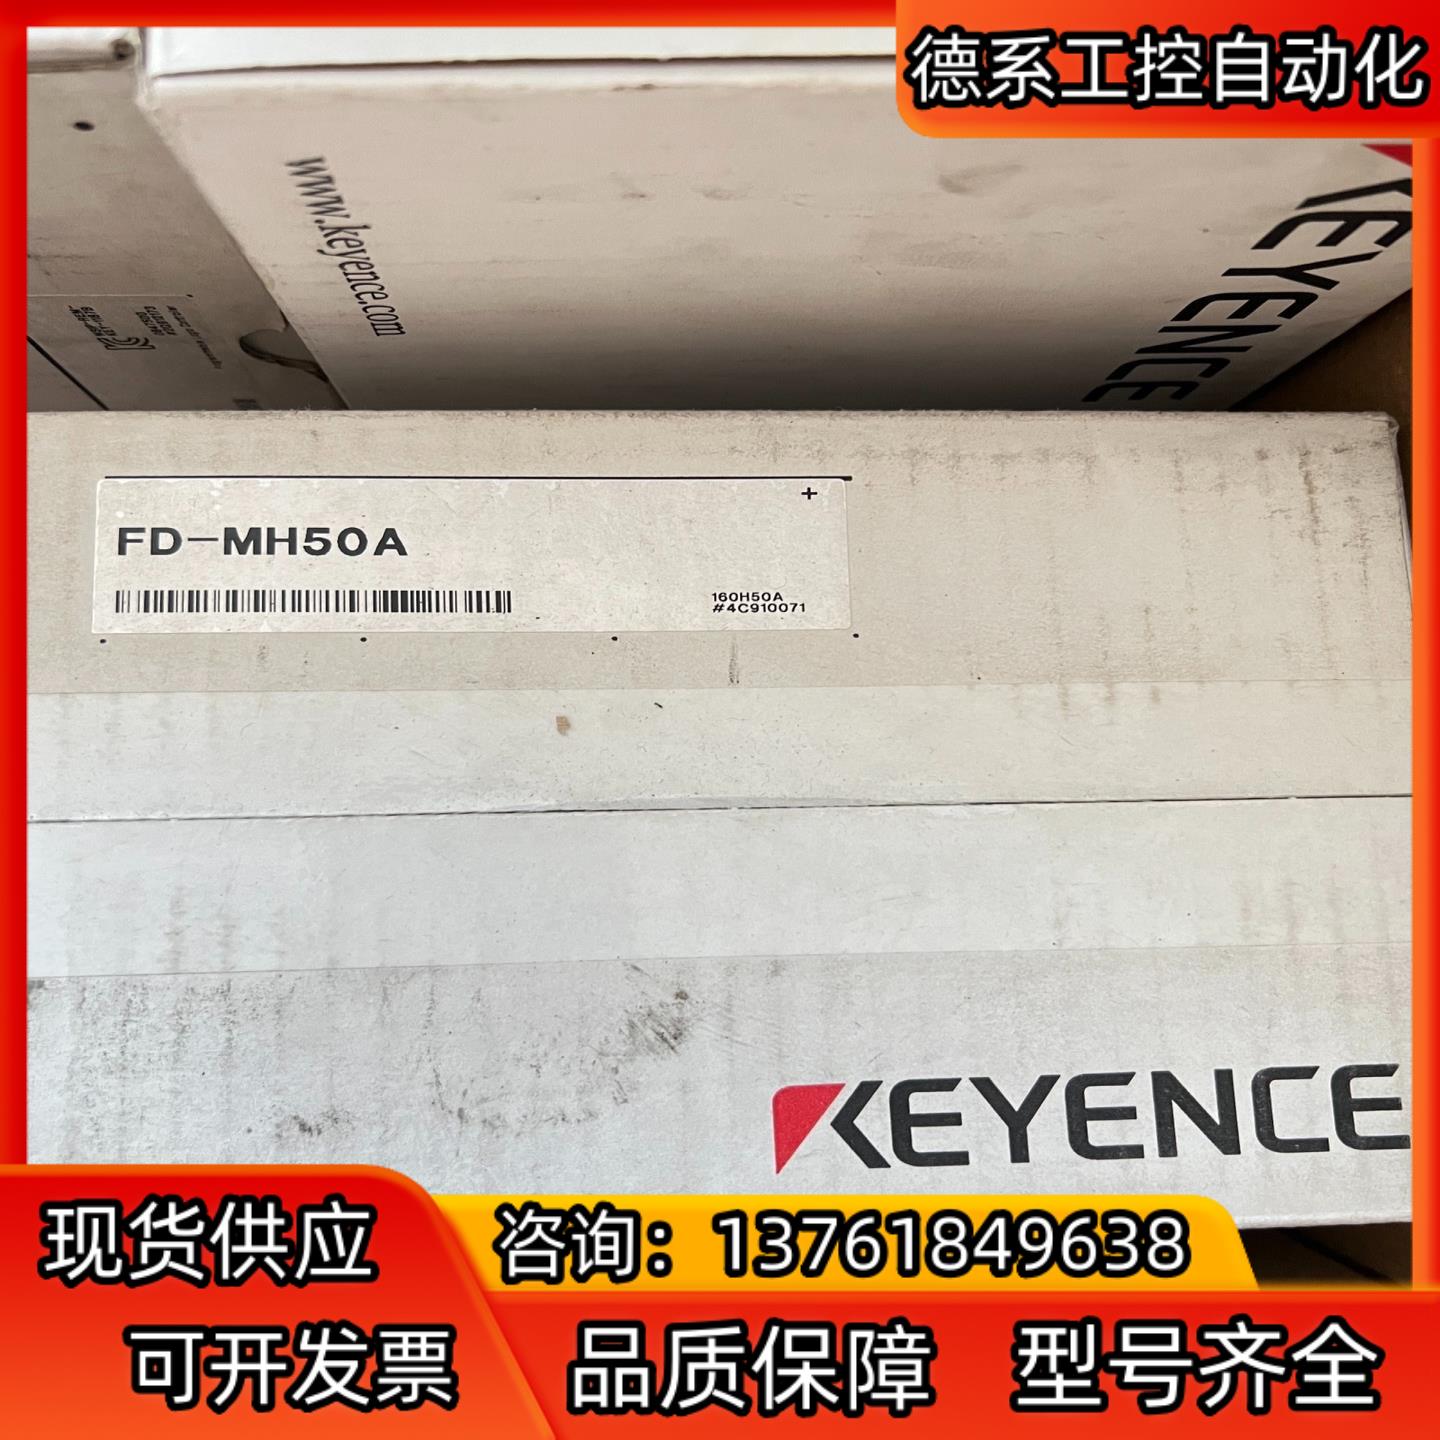 德系工控自动化
www.keyence.com
KEYENCE
FD-MH50A
160H50A
#4C910071
KEYENCE
现货供应
咨询：13761849638
可开发票
品质保障
型号齐全